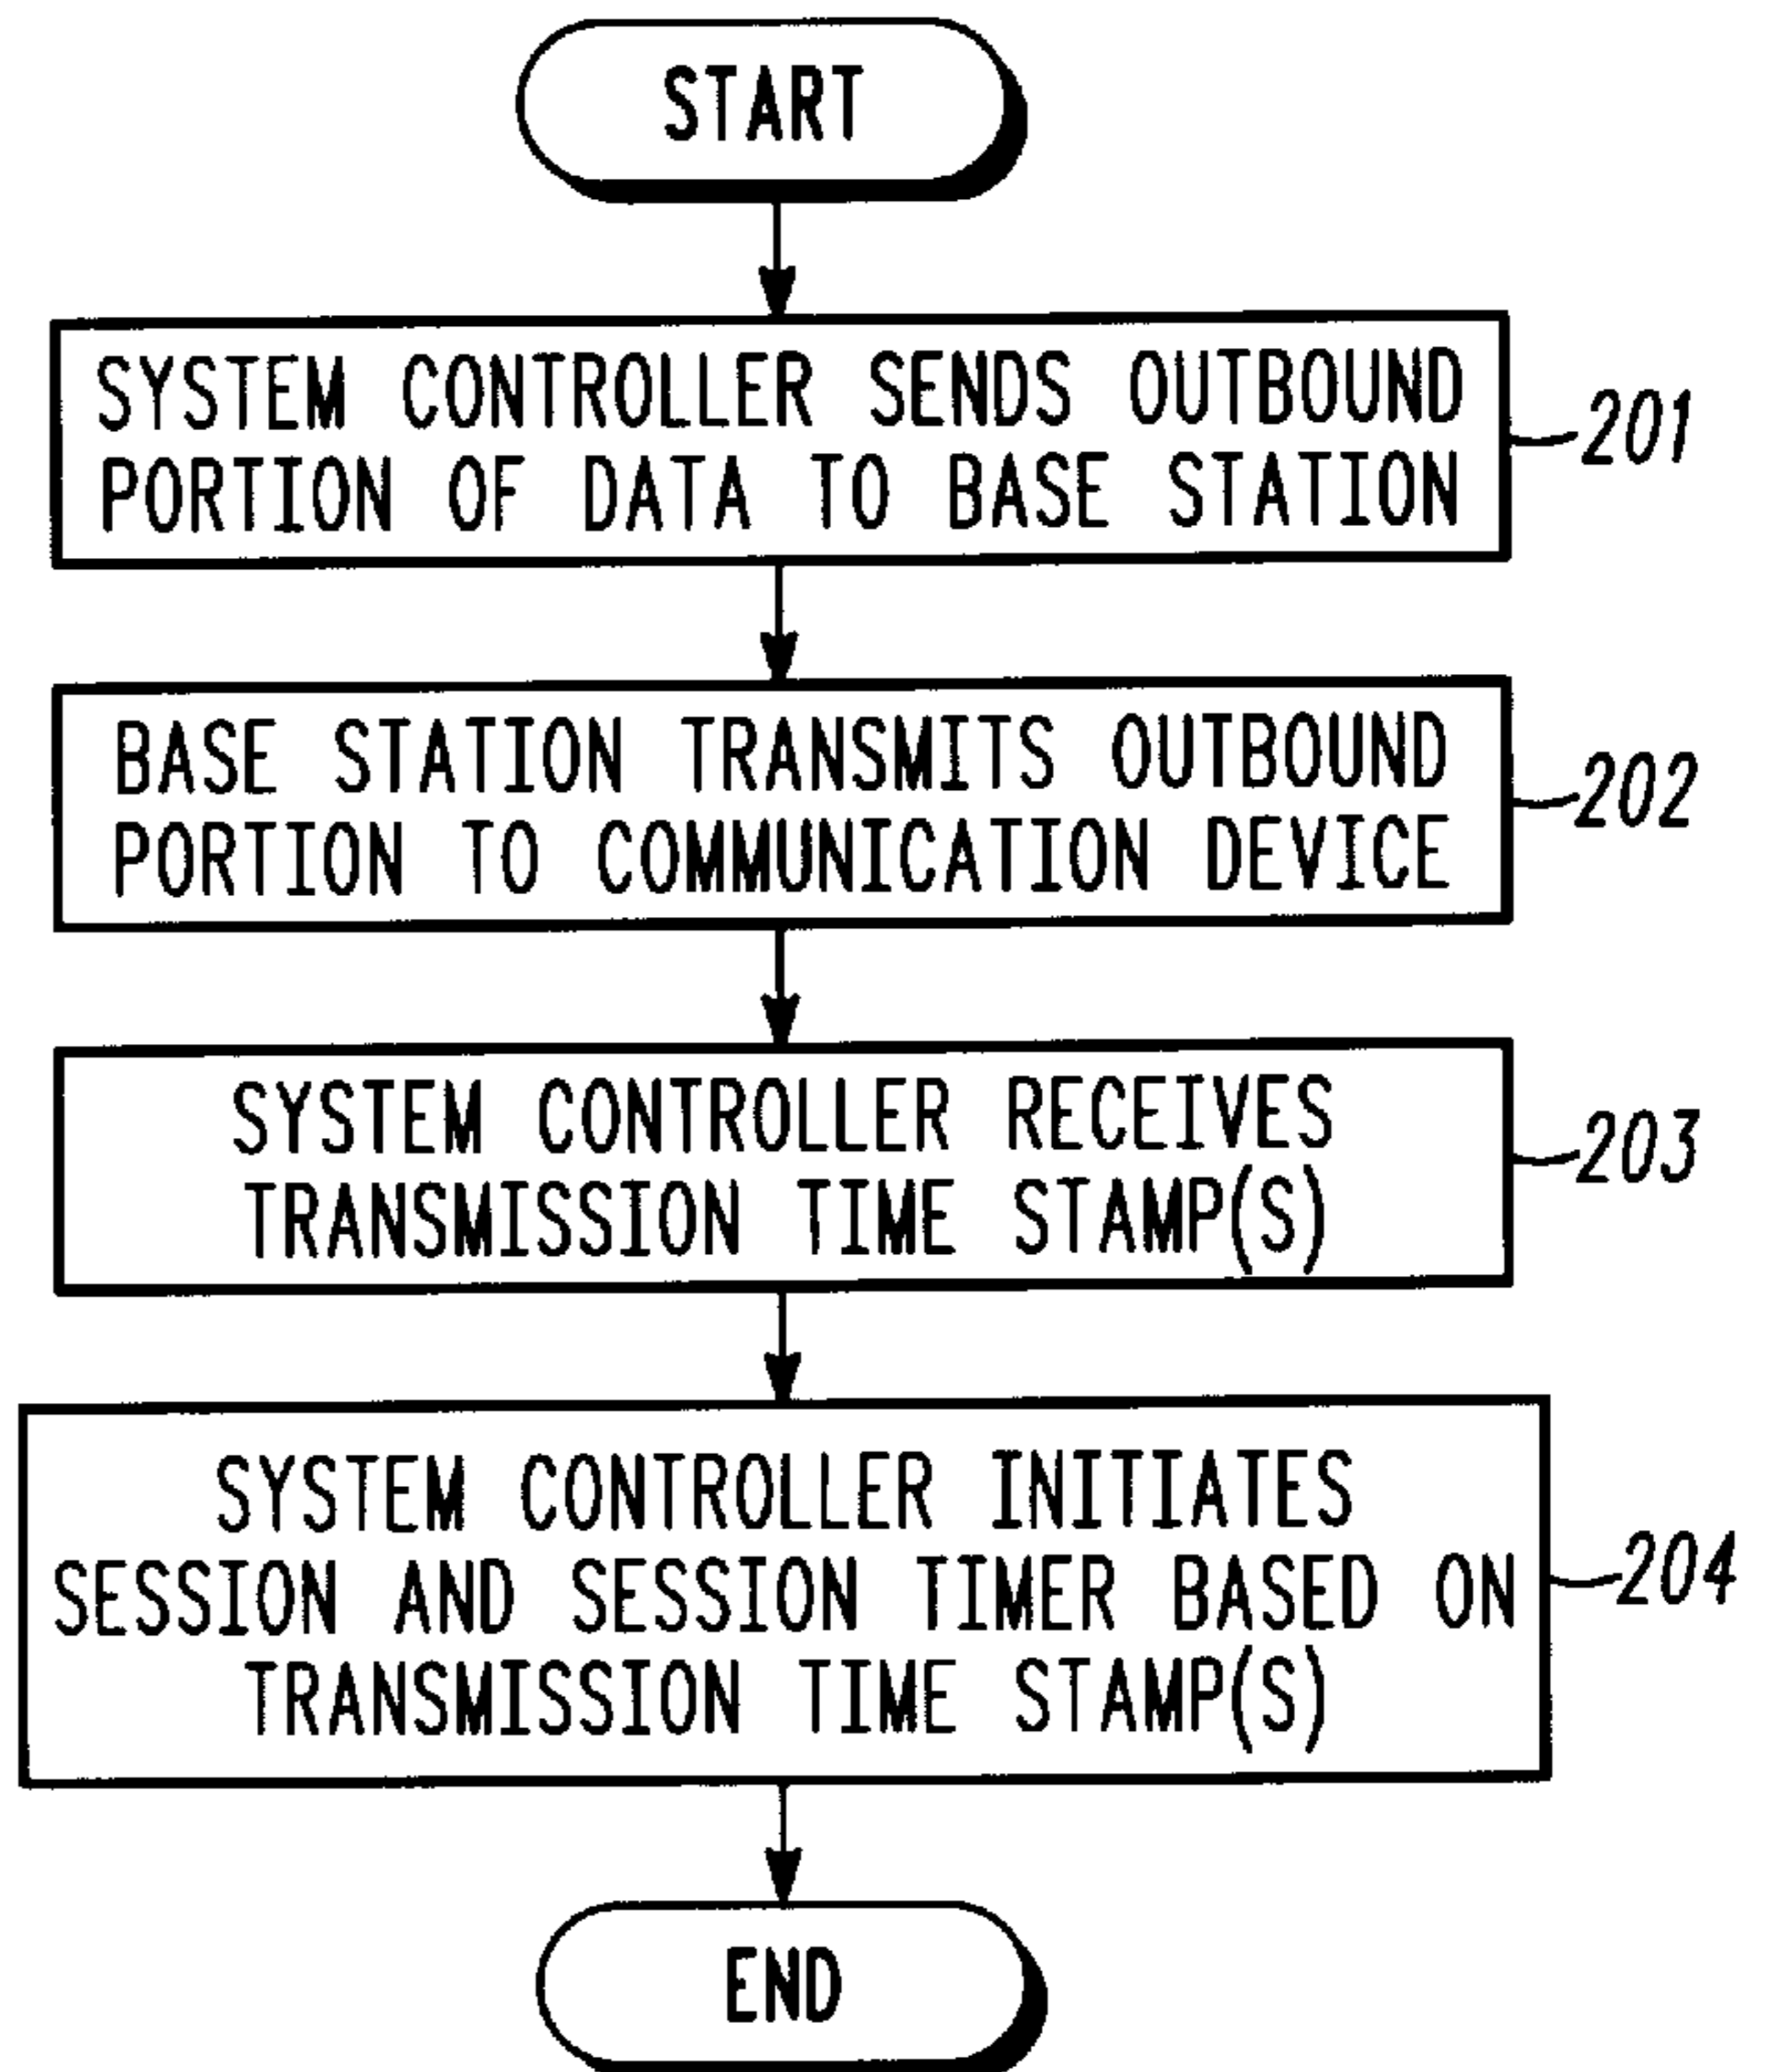 START
SYSTEM CONTROLLER SENDS OUTBOUND
PORTION OF DATA TO BASE STATION
201
BASE STATION TRANSMITS OUTBOUND
PORTION TO COMMUNICATION DEVICE
202
SYSTEM CONTROLLER RECEIVES
TRANSMISSION TIME STAMP(S)
203
SYSTEM CONTROLLER INITIATES
SESSION AND SESSION TIMER BASED ON
TRANSMISSION TIME STAMP(S)
204
END